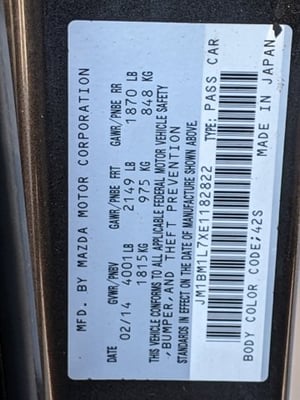 MFD. BY MAZDA MOTOR CORPORATION
DATE GVWR/PNBV GAWR/PNBE FRT GAWR/PNBE RR
02/14 4001LB 2149 LB 1870 LB
1815KG 975 KG 848 KG
THIS VEHICLE CONFORMS TO ALL APPLICABLE FEDERAL MOTOR VEHICLE SAFETY
,BUMPER,AND THEFT PREVENTION
STANDARDS IN EFFECT ON THE DATE OF MANUFACTURE SHOWN ABOVE.
JM1BM1L7XE1182822 TYPE: PASS CAR
BODY COLOR CODE;42S MADE IN JAPAN